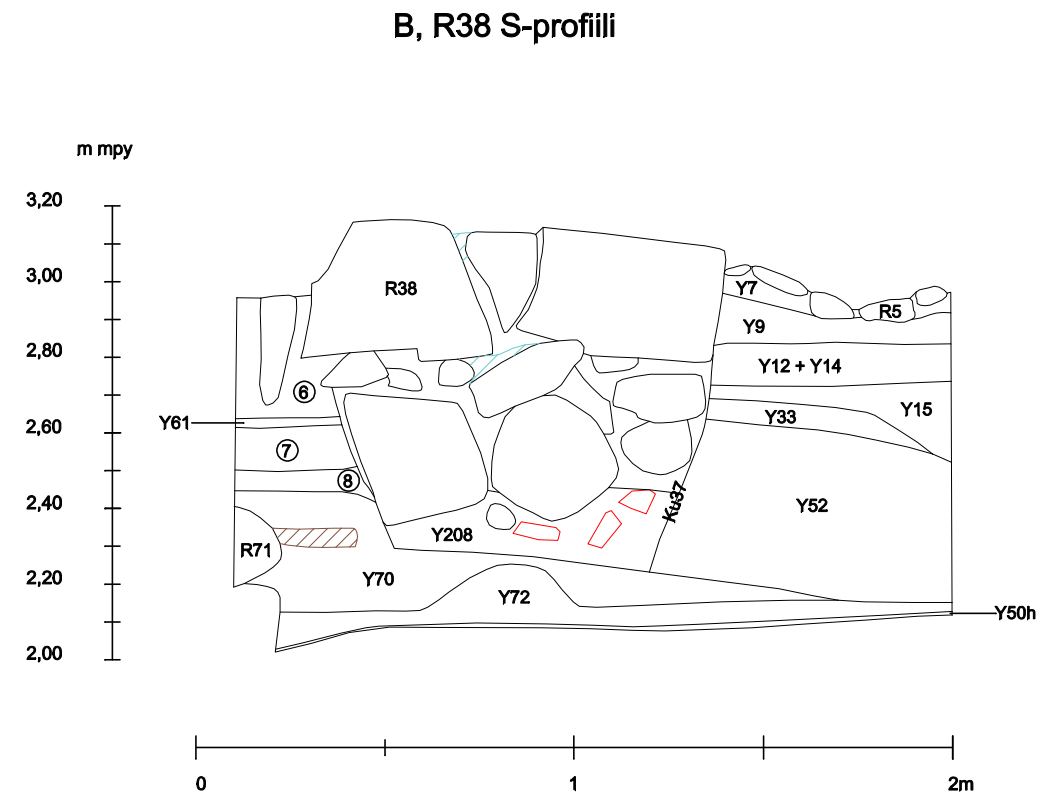 B, R38 S-profiili
m mpy
3,20
3,00
2,80
2,60
2,40
2,20
2,00
R38
Y7
R5
Y9
Y12 + Y14
6
Y15
Y61
Y33
7
8
Ku37
Y52
Y208
R71
Y70
Y72
Y50h
0
1
2m